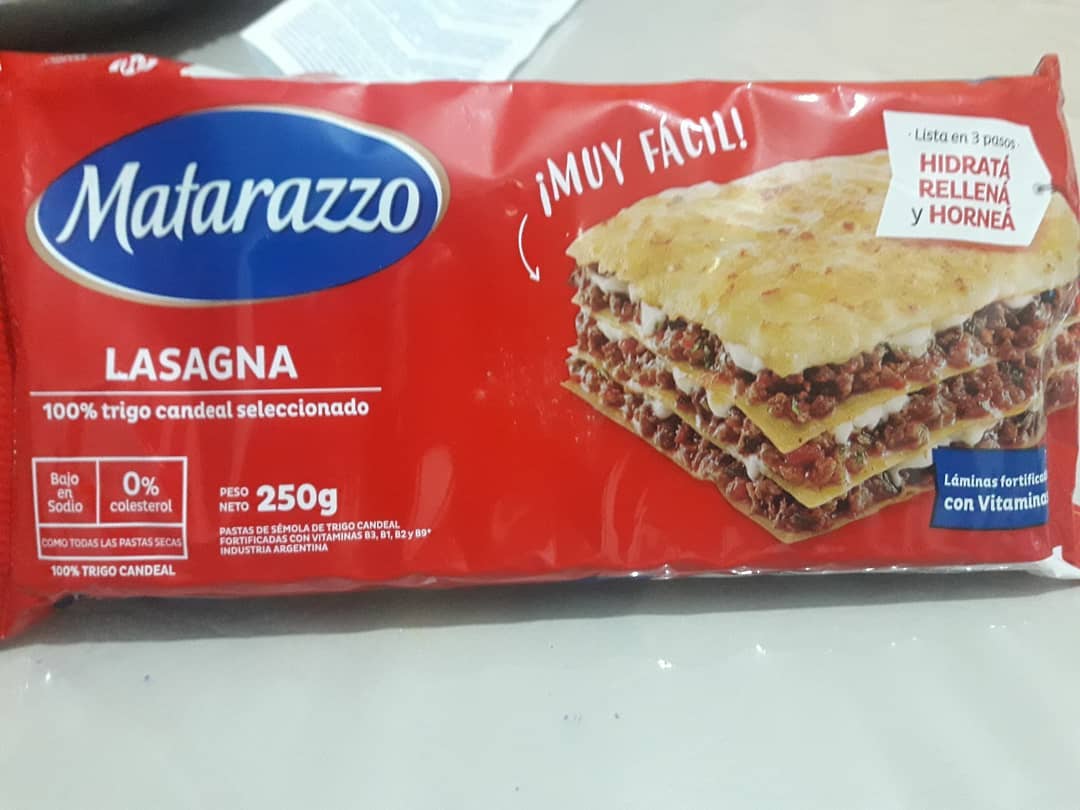 Matarazzo
¡MUY FÁCIL!
· Lista en 3 pasos ·
HIDRATÁ
RELLENÁ
y HORNEÁ
LASAGNA
100% trigo candeal seleccionado
Bajo
en
Sodio
0%
colesterol
COMO TODAS LAS PASTAS SECAS
100% TRIGO CANDEAL
PESO
NETO 250g
PASTAS DE SÉMOLA DE TRIGO CANDEAL
FORTIFICADAS CON VITAMINAS B3, B1, B2 y B9*
INDUSTRIA ARGENTINA
Láminas fortificad
con Vitaminas